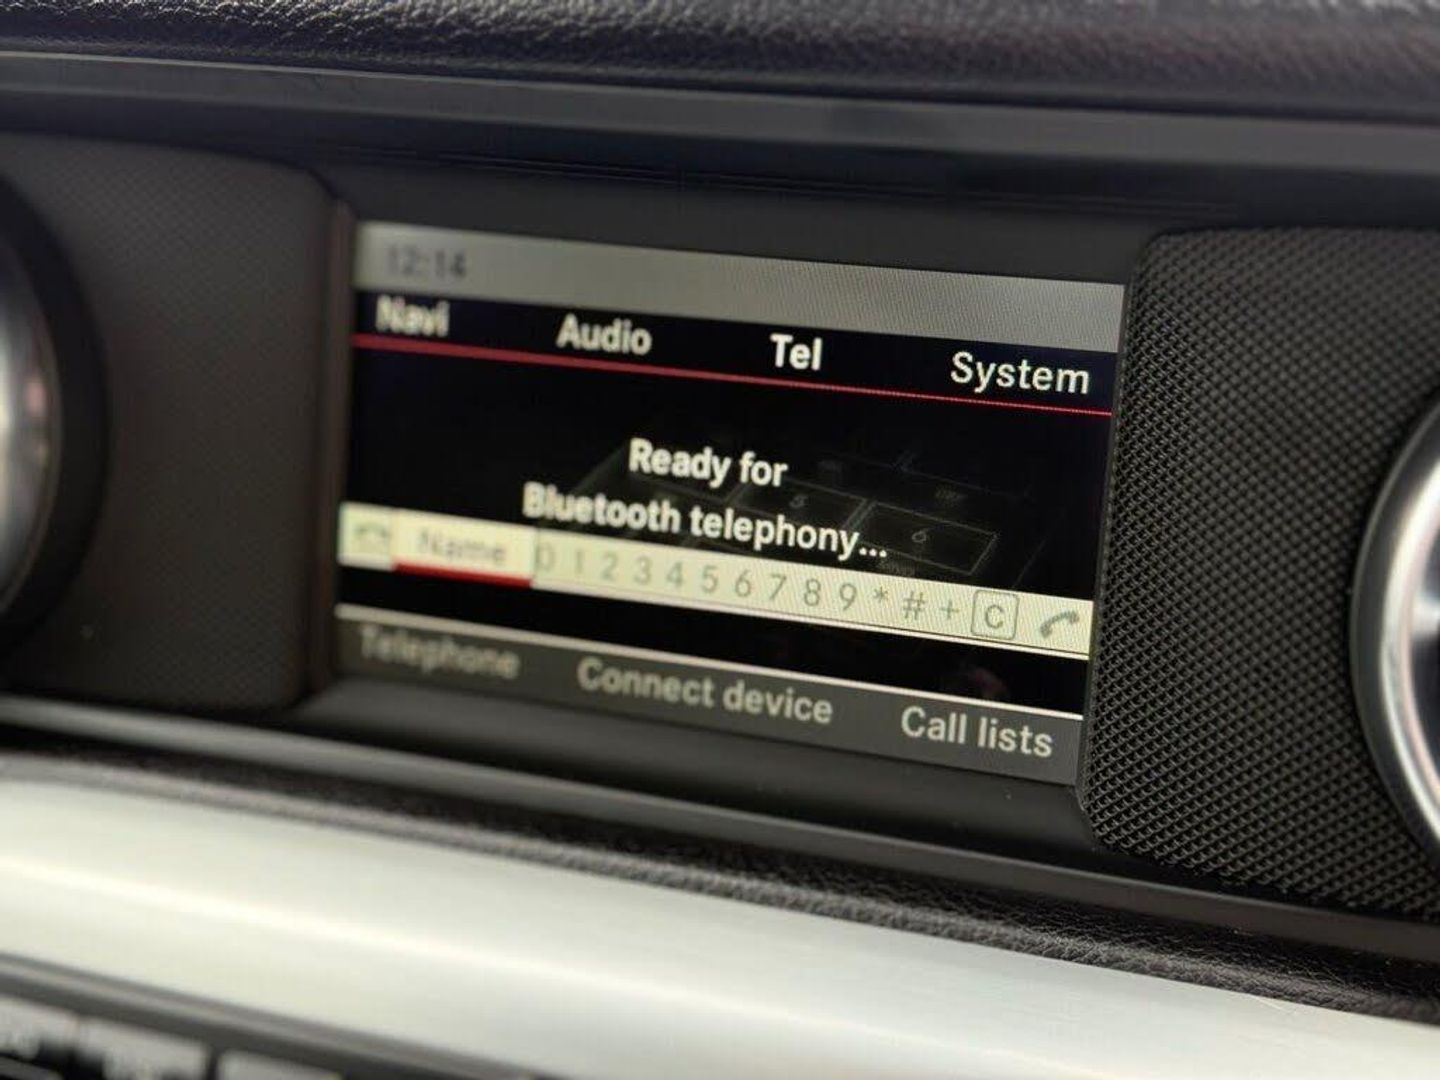 12:14
Navi Audio Tel System
Ready for
Bluetooth telephony...
Name 0 1 2 3 4 5 6 7 8 9 * # + C
Telephone Connect device Call lists